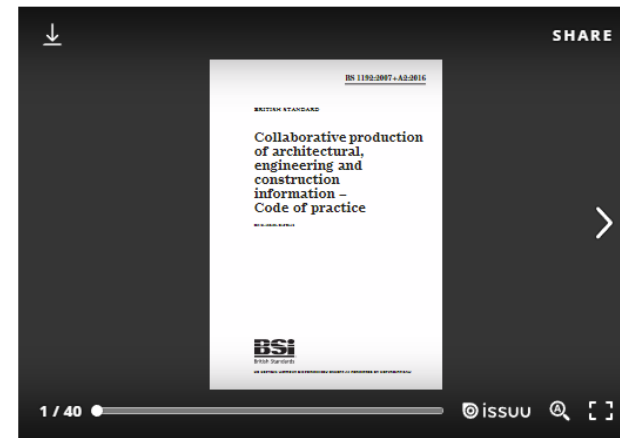 SHARE
BS 1192:2007+A2:2016
BRITISH STANDARD
Collaborative production
of architectural,
engineering and
construction
information –
Code of practice
BSi
British Standards
1 / 40
issuu